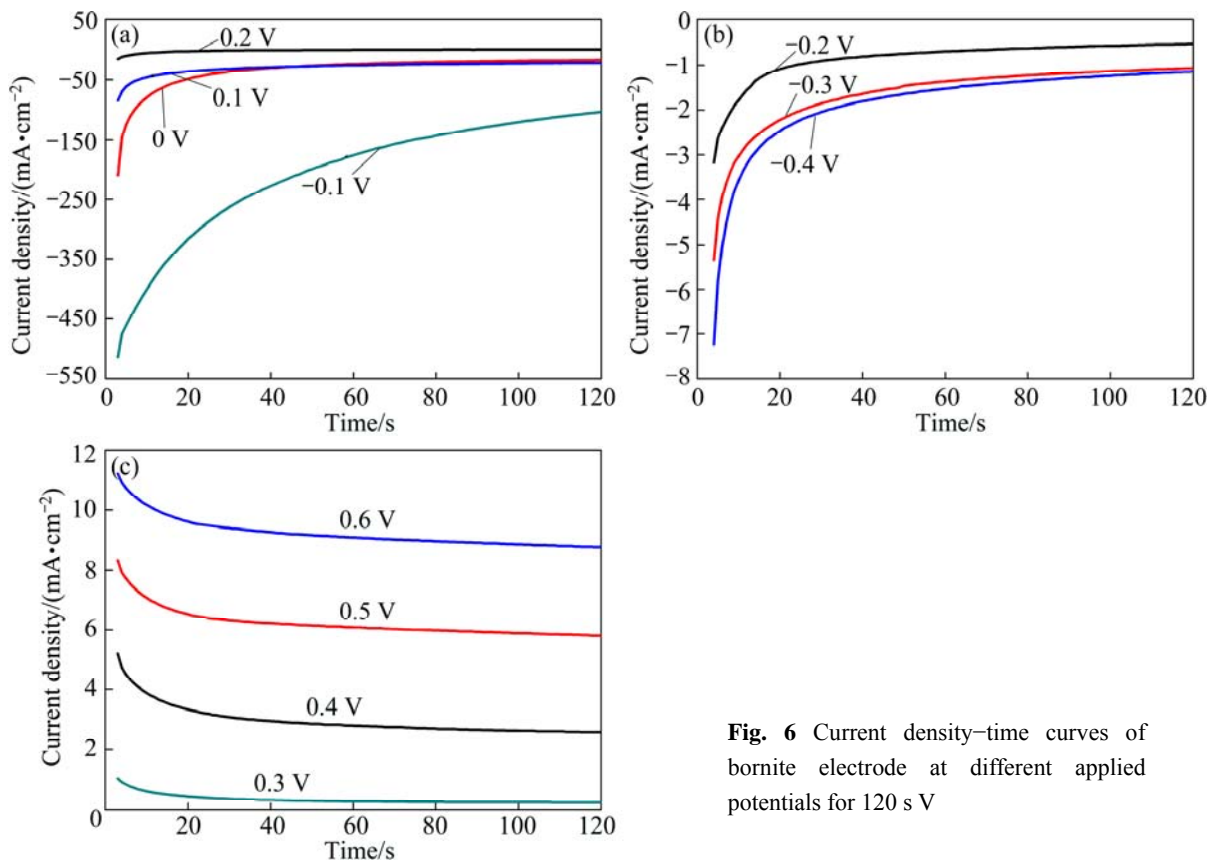 (a)
0.2 V
0.1 V
0 V
−0.1 V
50
−50
−150
−250
−350
−450
−550
0
20
40
60
80
100
120
Current density/(mA•cm−2)
Time/s
(b)
−0.2 V
−0.3 V
−0.4 V
0
−1
−2
−3
−4
−5
−6
−7
−8
0
20
40
60
80
100
120
Current density/(mA•cm−2)
Time/s
(c)
0.6 V
0.5 V
0.4 V
0.3 V
12
10
8
6
4
2
0
20
40
60
80
100
120
Current density/(mA•cm−2)
Time/s
Fig. 6 Current density−time curves of
bornite electrode at different applied
potentials for 120 s V